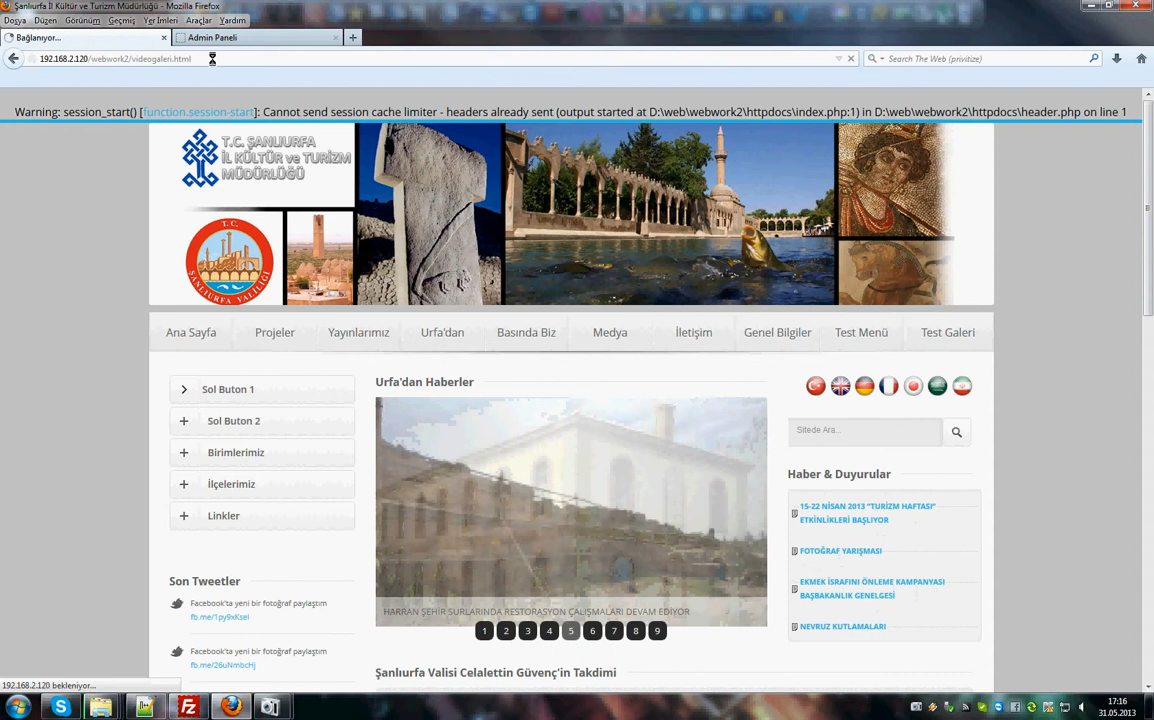 Şanlıurfa İl Kültür ve Turizm Müdürlüğü - Mozilla Firefox
Dosya Düzen Görünüm Geçmiş Yer İmleri Araçlar Yardım
Bağlanıyor...
Admin Paneli
192.168.2.120/webwork2/videogaleri.html
Search The Web (privitize)
Warning: session_start() [function.session-start]: Cannot send session cache limiter - headers already sent (output started at D:\web\webwork2\httpdocs\index.php:1) in D:\web\webwork2\httpdocs\header.php on line 1
T.C. ŞANLIURFA
İL KÜLTÜR ve TURİZM
MÜDÜRLÜĞÜ
T. C.
ŞANLIURFA VALİLİĞİ
Ana Sayfa Projeler Yayınlarımız Urfa'dan Basında Biz Medya İletişim Genel Bilgiler Test Menü Test Galeri
Sol Buton 1
Sol Buton 2
Birimlerimiz
İlçelerimiz
Linkler
Son Tweetler
Facebook'ta yeni bir fotoğraf paylaştım
fb.me/1py9xKseI
Facebook'ta yeni bir fotoğraf paylaştım
fb.me/26uNmbcHj
Urfa'dan Haberler
HARRAN ŞEHİR SURLARINDA RESTORASYON ÇALIŞMALARI DEVAM EDİYOR
1 2 3 4 5 6 7 8 9
Şanlıurfa Valisi Celalettin Güvenç'in Takdimi
Sitede Ara...
Haber & Duyurular
15-22 NİSAN 2013 "TURİZM HAFTASI"
ETKİNLİKLERİ BAŞLIYOR
FOTOĞRAF YARIŞMASI
EKMEK İSRAFINI ÖNLEME KAMPANYASI
BAŞBAKANLIK GENELGESİ
NEVRUZ KUTLAMALARI
192.168.2.120 bekleniyor...
17:16
31.05.2013